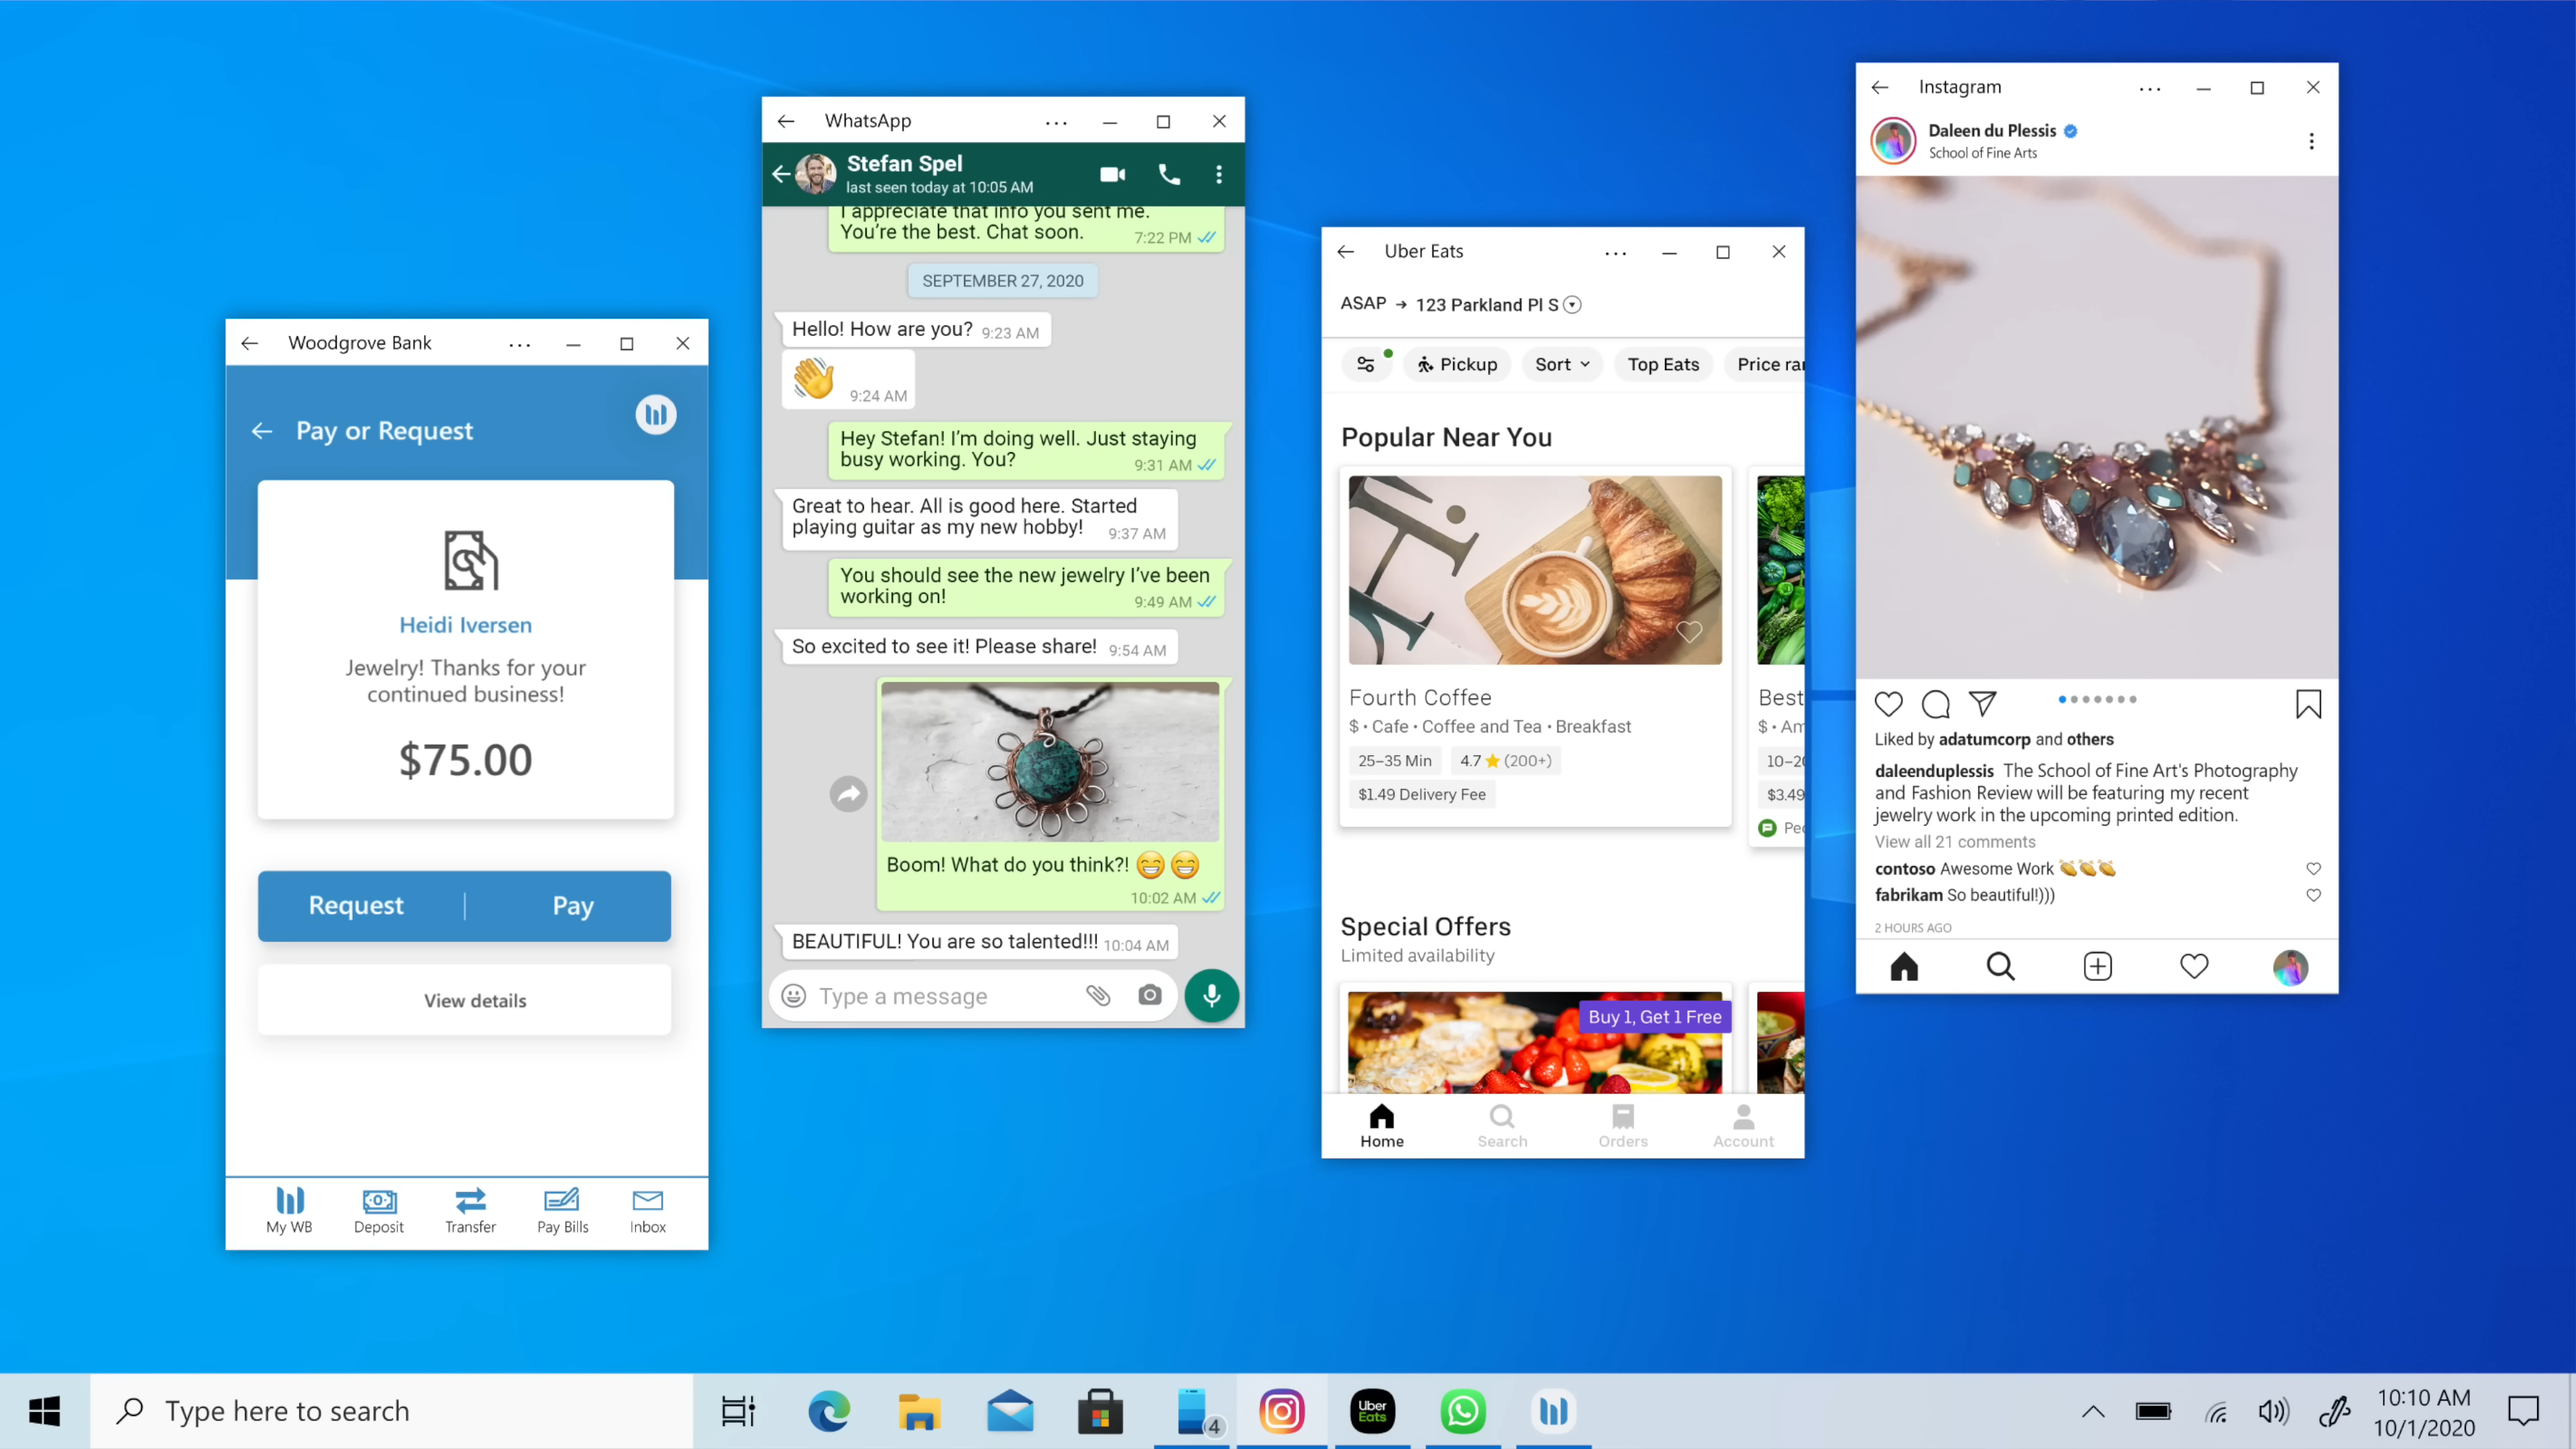 Woodgrove Bank
Pay or Request
Heidi Iversen
Jewelry! Thanks for your
continued business!
$75.00
Request | Pay
View details
My WB Deposit Transfer Pay Bills Inbox
WhatsApp
Stefan Spel
last seen today at 10:05 AM
I appreciate that info you sent me.
You're the best. Chat soon. 7:22 PM
SEPTEMBER 27, 2020
Hello! How are you? 9:23 AM
9:24 AM
Hey Stefan! I'm doing well. Just staying
busy working. You? 9:31 AM
Great to hear. All is good here. Started
playing guitar as my new hobby! 9:37 AM
You should see the new jewelry I've been
working on! 9:49 AM
So excited to see it! Please share! 9:54 AM
Boom! What do you think?! 😁 😁
10:02 AM
BEAUTIFUL! You are so talented!!! 10:04 AM
Type a message
Uber Eats
ASAP → 123 Parkland Pl S
Pickup Sort Top Eats Price ra
Popular Near You
Fourth Coffee
$ • Cafe • Coffee and Tea • Breakfast
25–35 Min 4.7 ★ (200+)
$1.49 Delivery Fee
Best
$ • Am
10–2
$3.49
Pe
Special Offers
Limited availability
Buy 1, Get 1 Free
Home Search Orders Account
Instagram
Daleen du Plessis
School of Fine Arts
Liked by adatumcorp and others
daleenduplessis The School of Fine Art's Photography
and Fashion Review will be featuring my recent
jewelry work in the upcoming printed edition.
View all 21 comments
contoso Awesome Work 👏👏👏
fabrikam So beautiful!)))
2 HOURS AGO
Type here to search
4
Uber
Eats
10:10 AM
10/1/2020